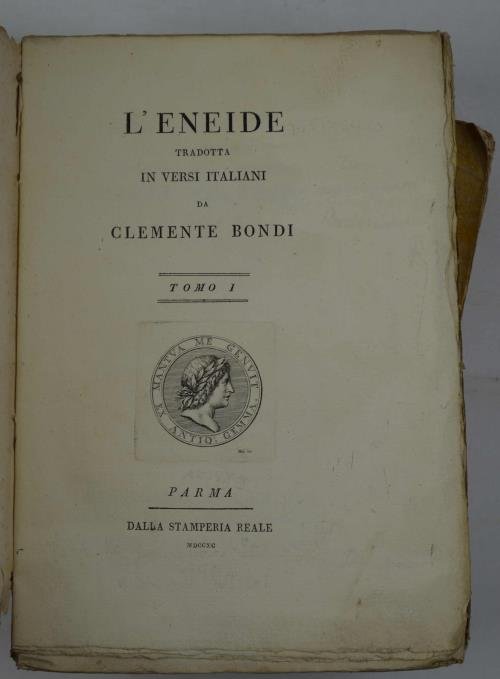 L'ENEIDE
TRADOTTA
IN VERSI ITALIANI
DA
CLEMENTE BONDI
TOMO I
MANTVA ME GENVIT
EX ANTIQ: GEMMA
PARMA
DALLA STAMPERIA REALE
MDCCXC